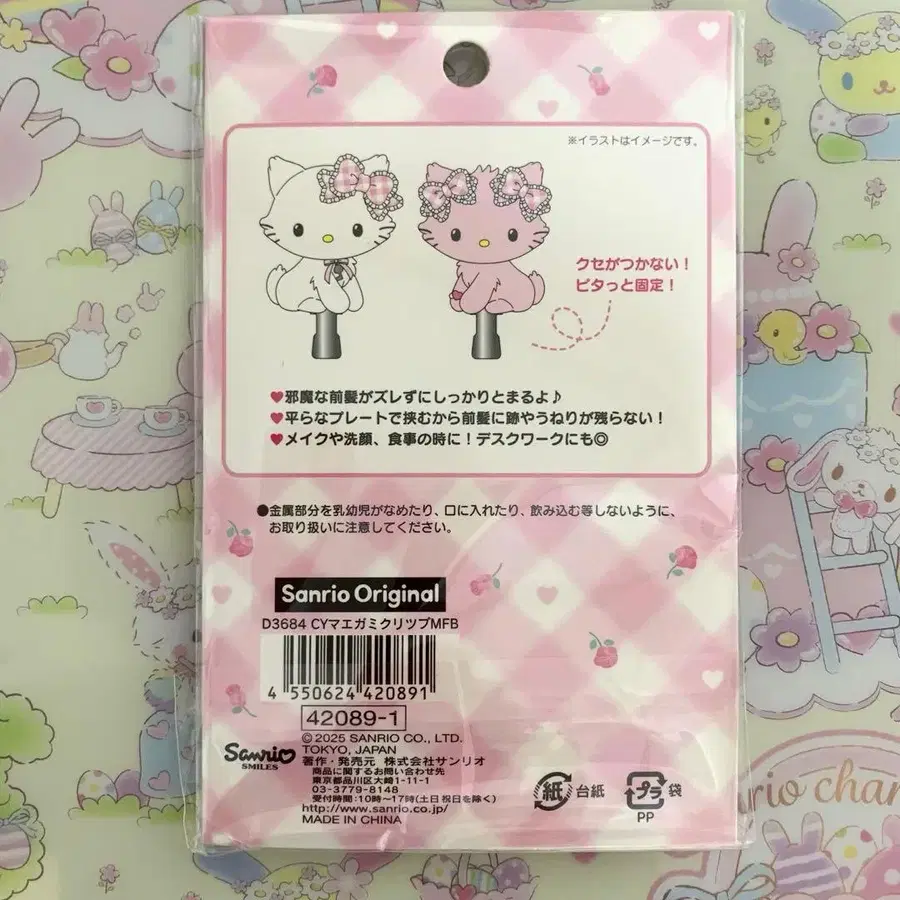 ※イラストはイメージです。
クセがつかない！
ピタっと固定！
♥邪魔な前髪がズレずにしっかりとまるよ♪
♥平らなプレートで挟むから前髪に跡やうねりが残らない！
♥メイクや洗顔、食事の時に！デスクワークにも◎
●金属部分を乳幼児がなめたり、口に入れたり、飲み込む等しないように、
お取り扱いに注意してください。
Sanrio Original
D3684 CYマエガミクリツプMFB
4 550624 420891
42089-1
© 2025 SANRIO CO., LTD.
TOKYO, JAPAN
Sanrio
SMILES
著作・発売元 株式会社サンリオ
商品に関するお問い合わせ先
東京都品川区大崎1-11-1
03-3779-8148
受付時間:10時～17時(土日祝日を除く)
http://www.sanrio.co.jp/
MADE IN CHINA
紙 台紙
プラ 袋
PP
rio chara